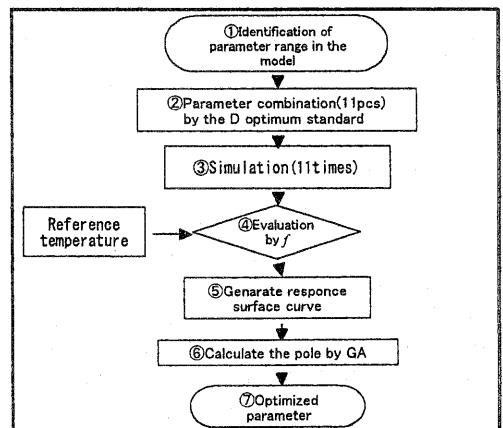 ①Identification of
parameter range in the
model
②Parameter combination(11pcs)
by the D optimum standard
③Simulation(11times)
Reference
temperature
④Evaluation
by f
⑤Genarate responce
surface curve
⑥Calculate the pole by GA
⑦Optimized
parameter